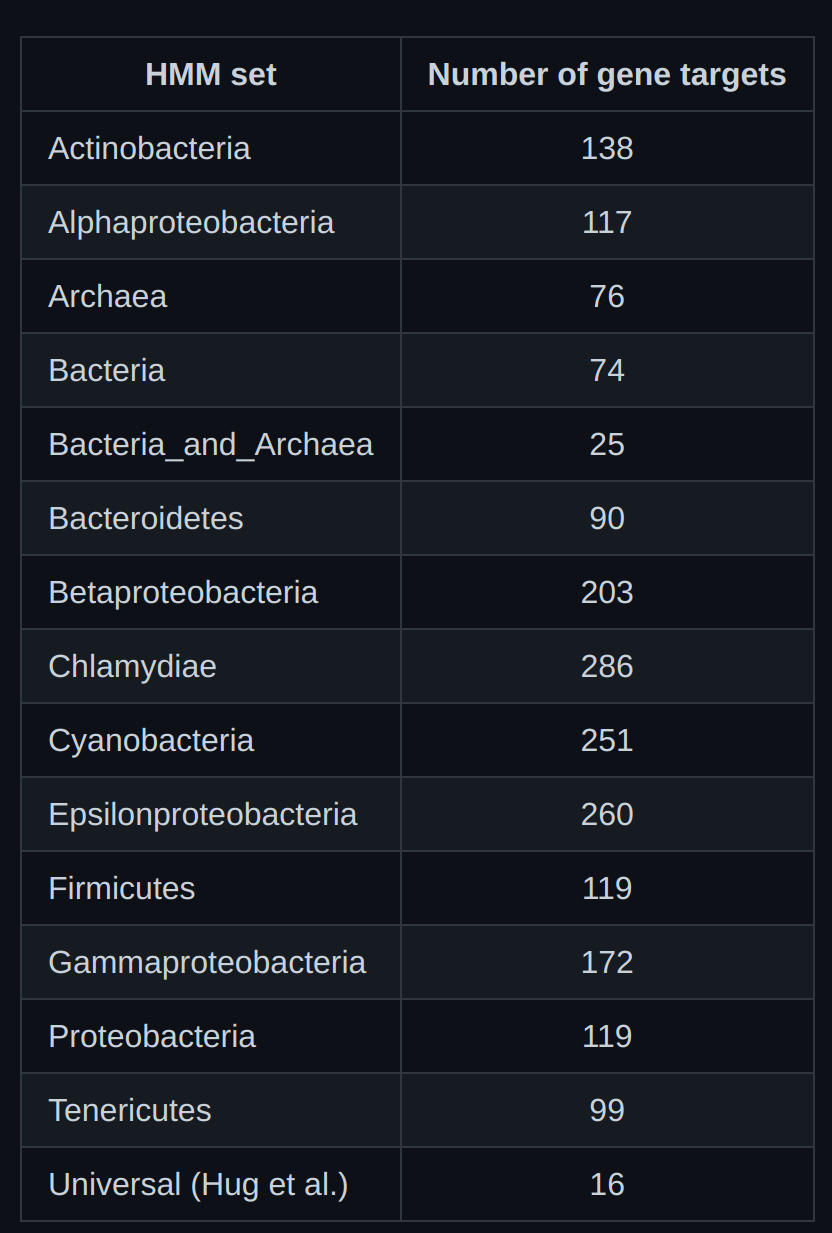 HMM set Number of gene targets
Actinobacteria 138
Alphaproteobacteria 117
Archaea 76
Bacteria 74
Bacteria_and_Archaea 25
Bacteroidetes 90
Betaproteobacteria 203
Chlamydiae 286
Cyanobacteria 251
Epsilonproteobacteria 260
Firmicutes 119
Gammaproteobacteria 172
Proteobacteria 119
Tenericutes 99
Universal (Hug et al.) 16